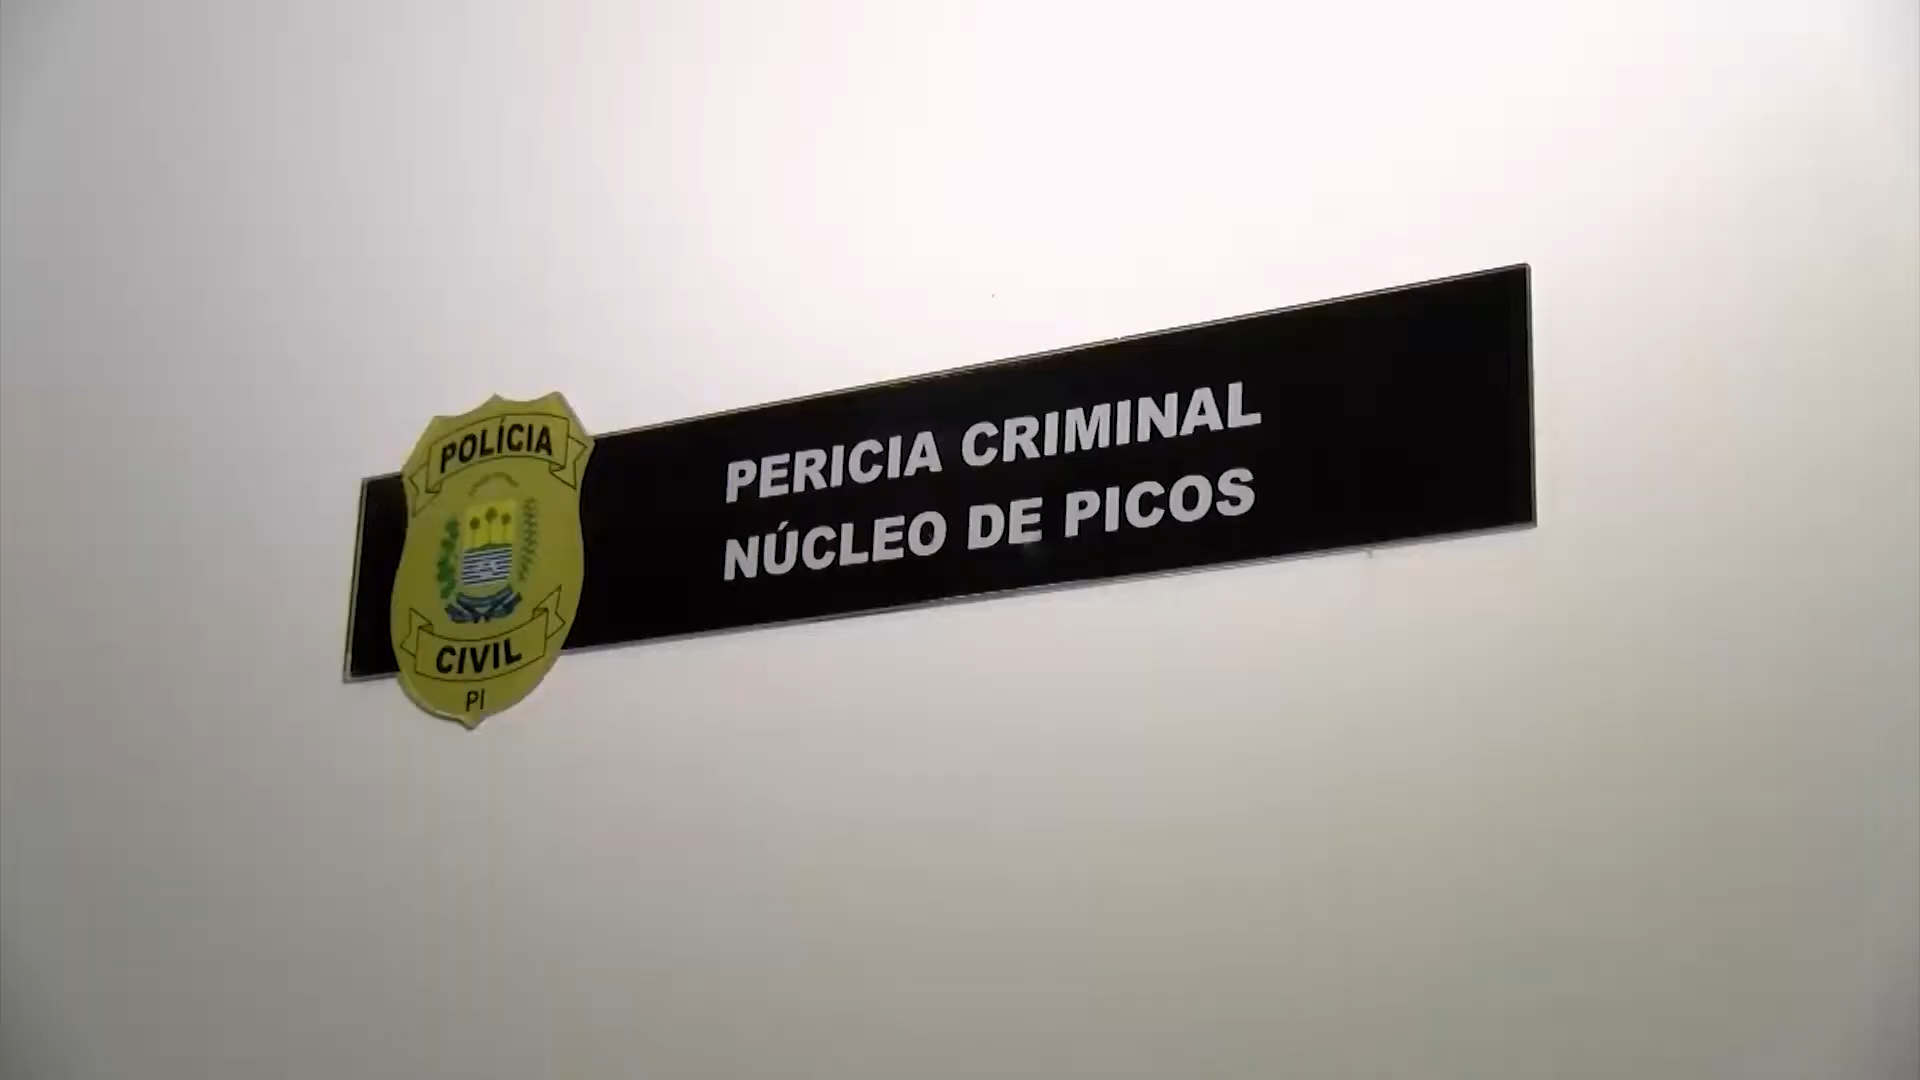 POLÍCIA
CIVIL
PI
PERICIA CRIMINAL
NÚCLEO DE PICOS